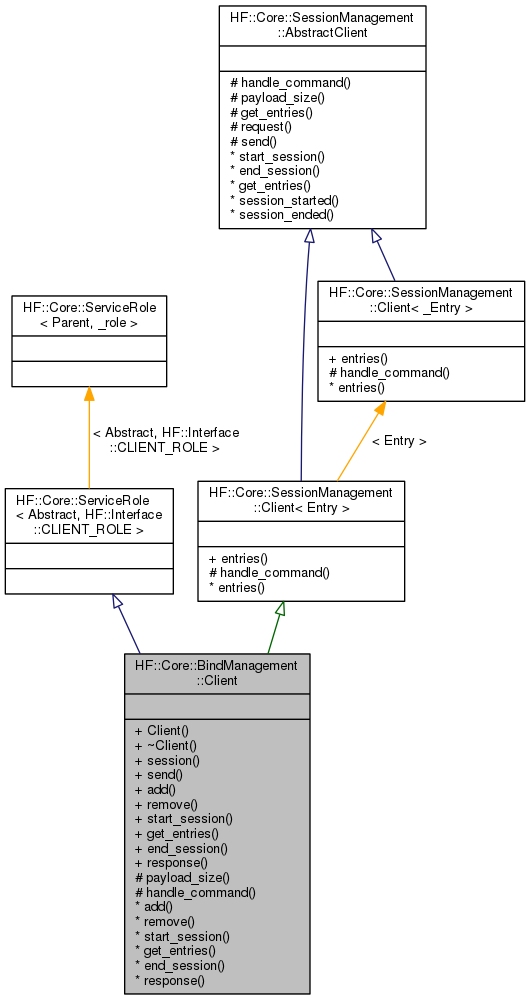 HF::Core::SessionManagement
::AbstractClient
# handle_command()
# payload_size()
# get_entries()
# request()
# send()
* start_session()
* end_session()
* get_entries()
* session_started()
* session_ended()
HF::Core::SessionManagement
::Client< _Entry >
+ entries()
# handle_command()
* entries()
HF::Core::ServiceRole
< Parent, _role >
< Abstract, HF::Interface
::CLIENT_ROLE >
< Entry >
HF::Core::ServiceRole
< Abstract, HF::Interface
::CLIENT_ROLE >
HF::Core::SessionManagement
::Client< Entry >
+ entries()
# handle_command()
* entries()
HF::Core::BindManagement
::Client
+ Client()
+ ~Client()
+ session()
+ send()
+ add()
+ remove()
+ start_session()
+ get_entries()
+ end_session()
+ response()
# payload_size()
# handle_command()
* add()
* remove()
* start_session()
* get_entries()
* end_session()
* response()